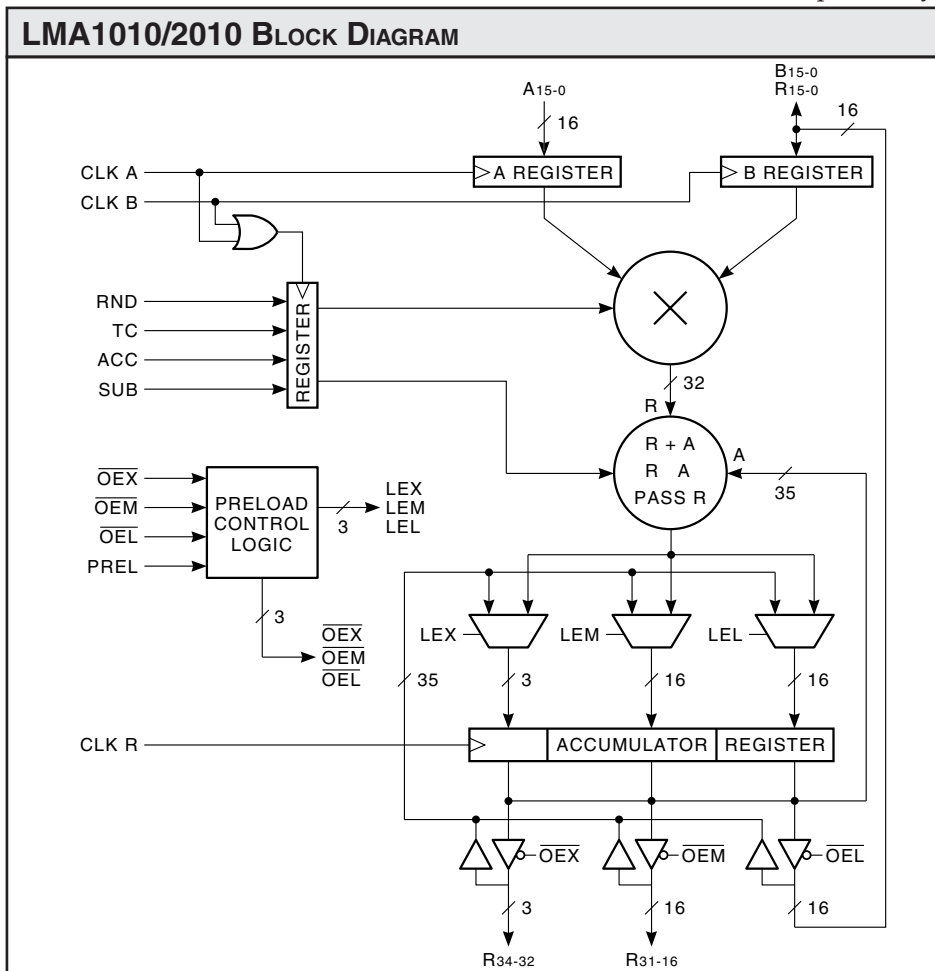 LMA1010/2010 BLOCK DIAGRAM
A15-0
B15-0
R15-0
16
16
CLK A
A REGISTER
B REGISTER
CLK B
RND
TC
ACC
SUB
REGISTER
32
R
R + A
R A
PASS R
A
35
OEX
OEM
OEL
PREL
PRELOAD
CONTROL
LOGIC
3
LEX
LEM
LEL
3
OEX
OEM
OEL
LEX
LEM
LEL
35
3
16
16
CLK R
ACCUMULATOR
REGISTER
OEX
OEM
OEL
3
16
16
R34-32
R31-16